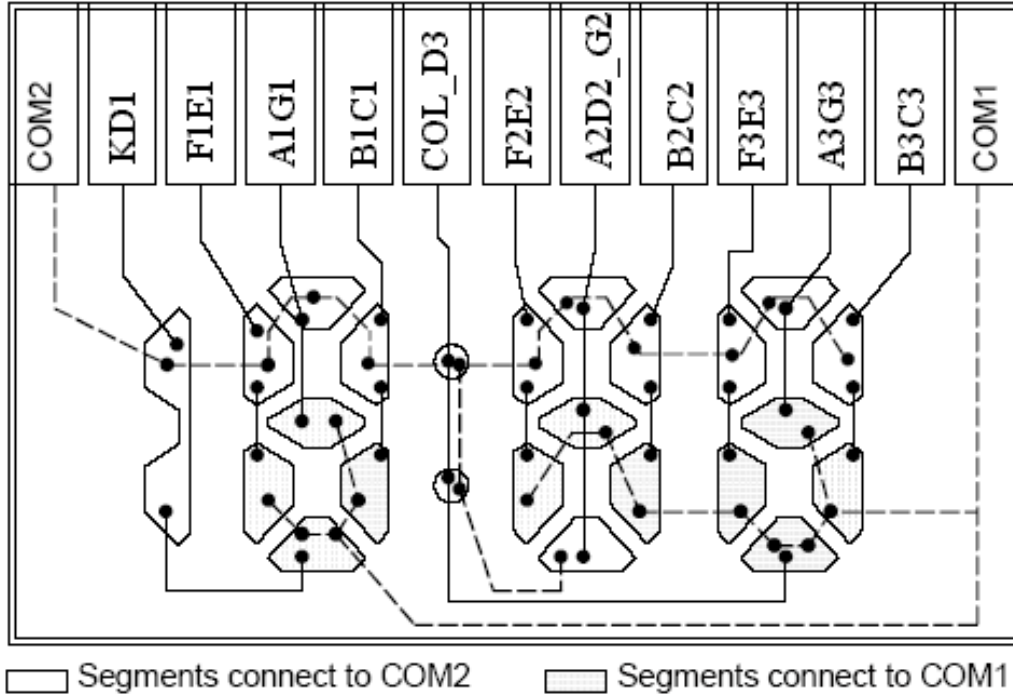 COM2
KD1
F1E1
A1G1
B1C1
COL_D3
F2E2
A2D2_G2
B2C2
F3E3
A3G3
B3C3
COM1
Segments connect to COM2
Segments connect to COM1